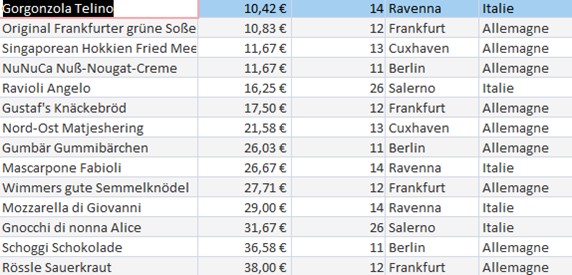 Gorgonzola Telino 10,42 € 14 Ravenna Italie
Original Frankfurter grüne Soße 10,83 € 12 Frankfurt Allemagne
Singaporean Hokkien Fried Mee 11,67 € 13 Cuxhaven Allemagne
NuNuCa Nuß-Nougat-Creme 11,67 € 11 Berlin Allemagne
Ravioli Angelo 16,25 € 26 Salerno Italie
Gustaf's Knäckebröd 17,50 € 12 Frankfurt Allemagne
Nord-Ost Matjeshering 21,58 € 13 Cuxhaven Allemagne
Gumbär Gummibärchen 26,03 € 11 Berlin Allemagne
Mascarpone Fabioli 26,67 € 14 Ravenna Italie
Wimmers gute Semmelknödel 27,71 € 12 Frankfurt Allemagne
Mozzarella di Giovanni 29,00 € 14 Ravenna Italie
Gnocchi di nonna Alice 31,67 € 26 Salerno Italie
Schoggi Schokolade 36,58 € 11 Berlin Allemagne
Rössle Sauerkraut 38,00 € 12 Frankfurt Allemagne